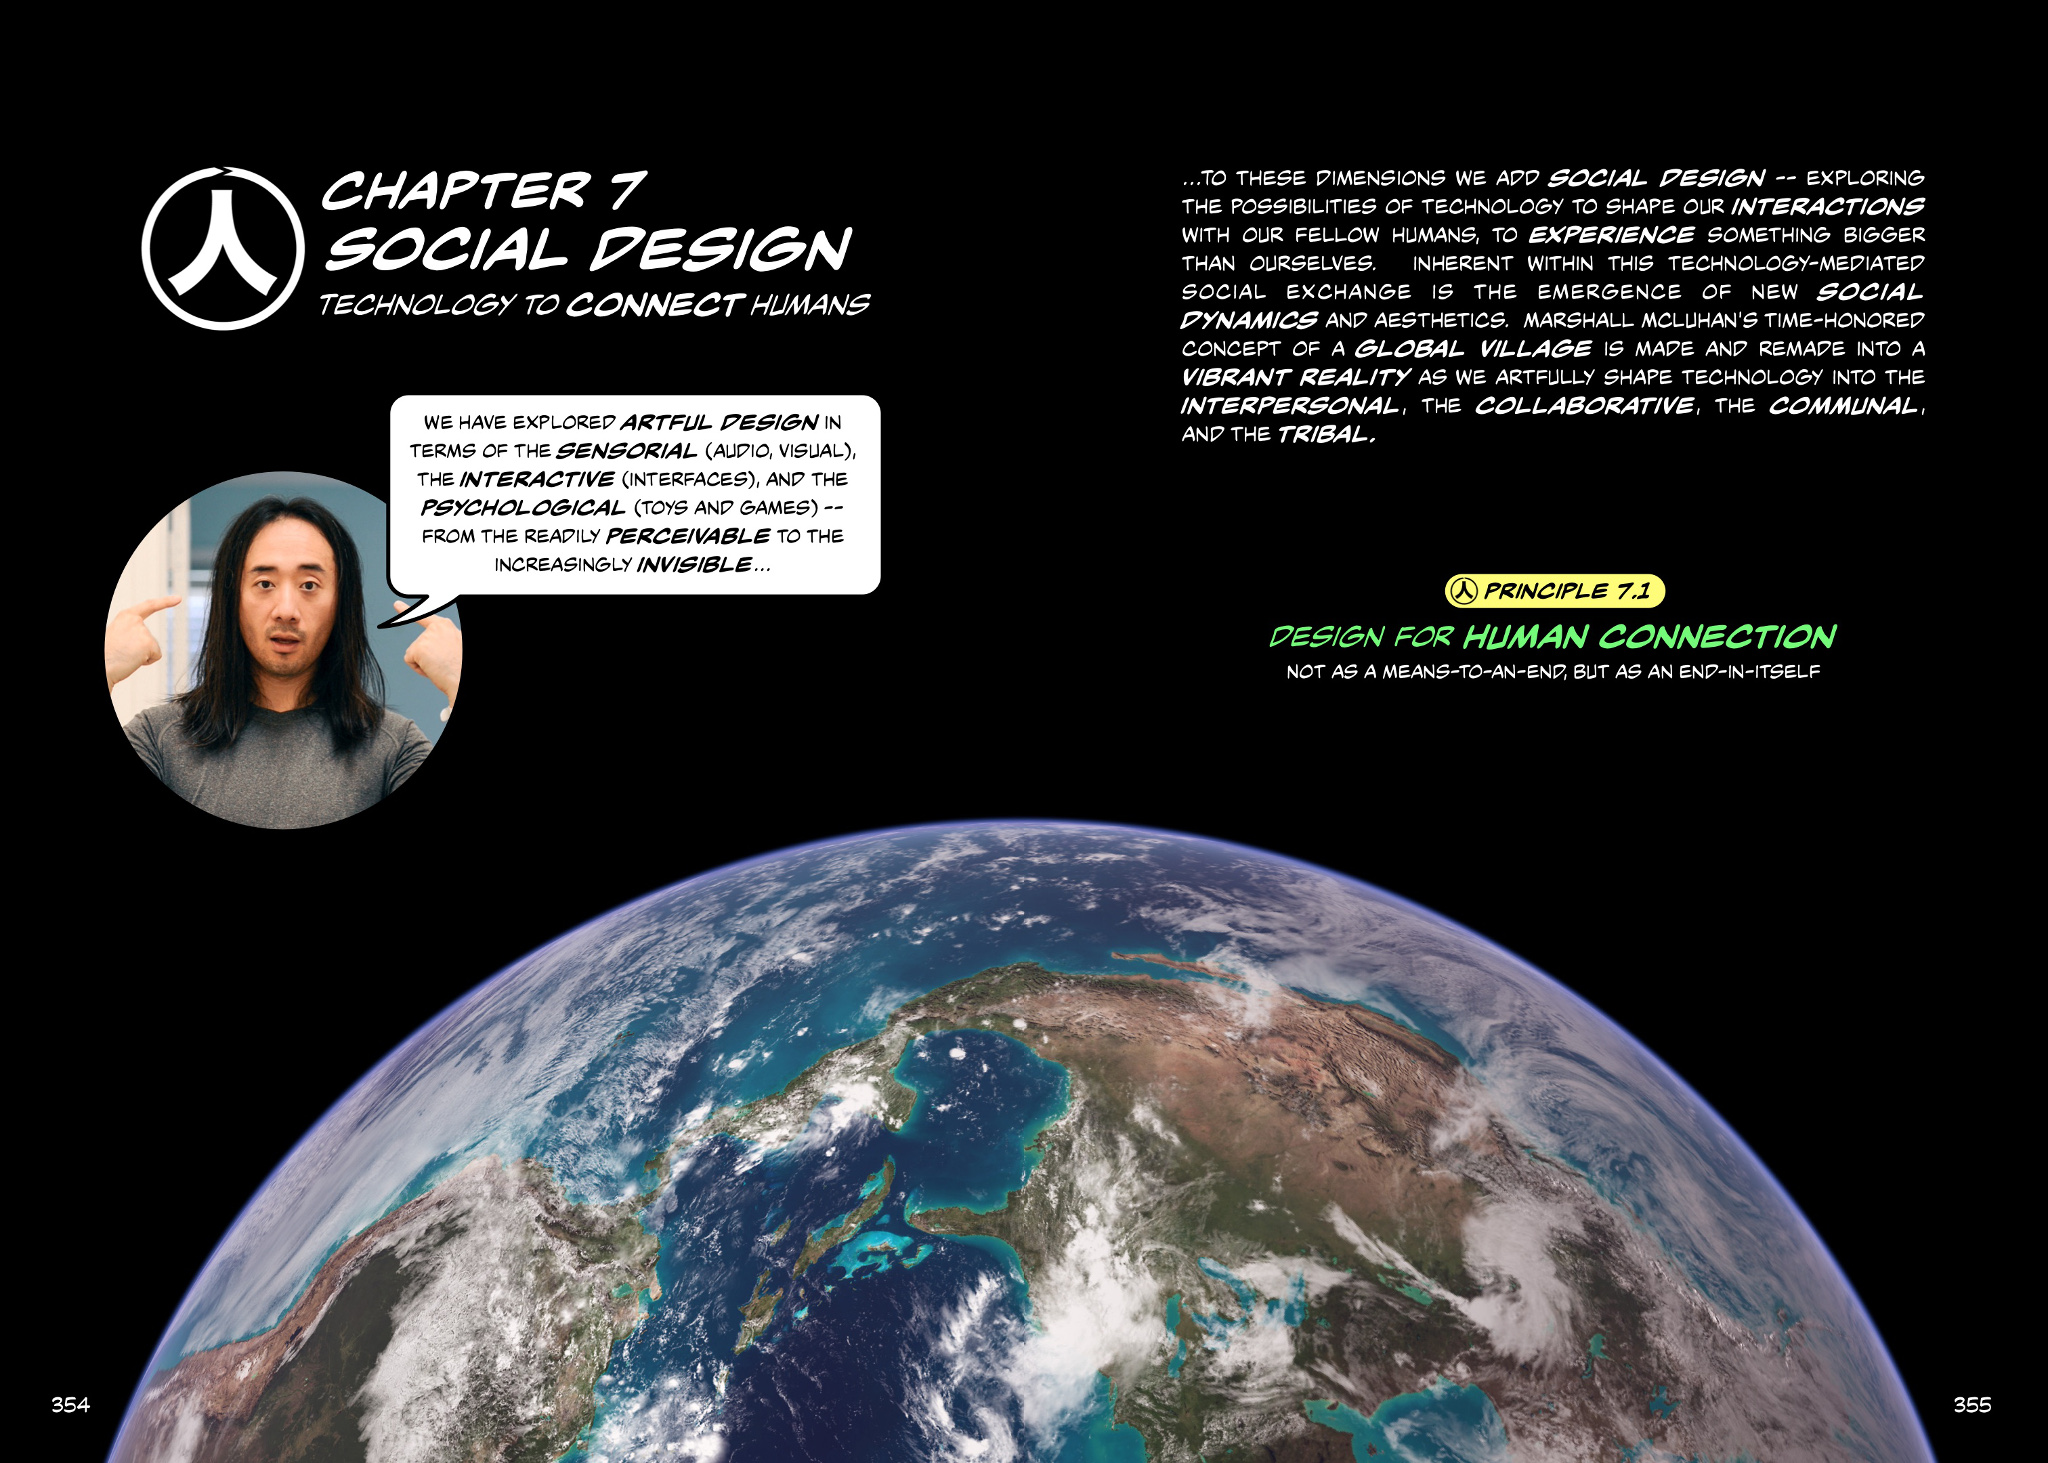 CHAPTER 7
SOCIAL DESIGN
TECHNOLOGY TO CONNECT HUMANS
WE HAVE EXPLORED ARTFUL DESIGN IN
TERMS OF THE SENSORIAL (AUDIO, VISUAL),
THE INTERACTIVE (INTERFACES), AND THE
PSYCHOLOGICAL (TOYS AND GAMES) --
FROM THE READILY PERCEIVABLE TO THE
INCREASINGLY INVISIBLE...
...TO THESE DIMENSIONS WE ADD SOCIAL DESIGN -- EXPLORING
THE POSSIBILITIES OF TECHNOLOGY TO SHAPE OUR INTERACTIONS
WITH OUR FELLOW HUMANS, TO EXPERIENCE SOMETHING BIGGER
THAN OURSELVES. INHERENT WITHIN THIS TECHNOLOGY-MEDIATED
SOCIAL EXCHANGE IS THE EMERGENCE OF NEW SOCIAL
DYNAMICS AND AESTHETICS. MARSHALL MCLUHAN'S TIME-HONORED
CONCEPT OF A GLOBAL VILLAGE IS MADE AND REMADE INTO A
VIBRANT REALITY AS WE ARTFULLY SHAPE TECHNOLOGY INTO THE
INTERPERSONAL, THE COLLABORATIVE, THE COMMUNAL,
AND THE TRIBAL.
PRINCIPLE 7.1
DESIGN FOR HUMAN CONNECTION
NOT AS A MEANS-TO-AN-END, BUT AS AN END-IN-ITSELF
354
355